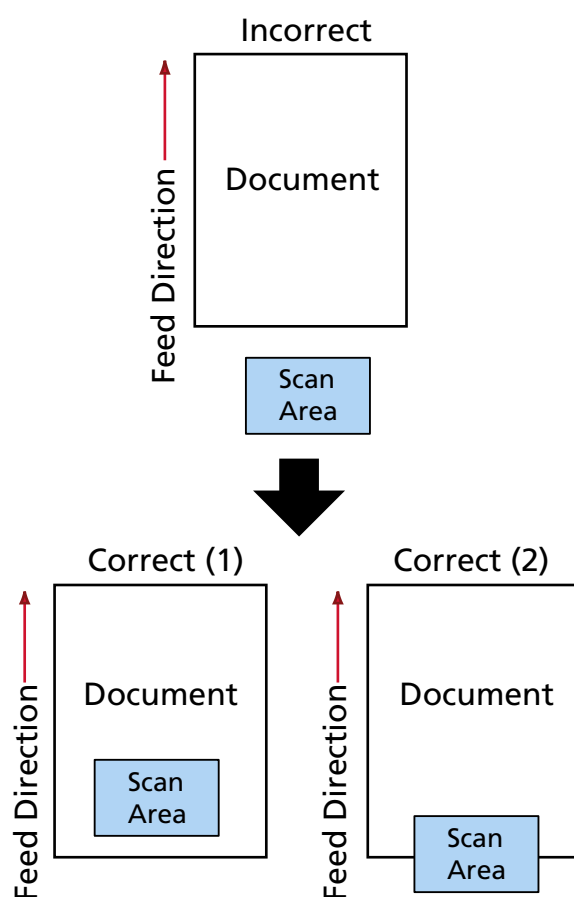 Incorrect
Feed Direction
Document
Scan
Area
Correct (1)
Feed Direction
Document
Scan
Area
Correct (2)
Feed Direction
Document
Scan
Area